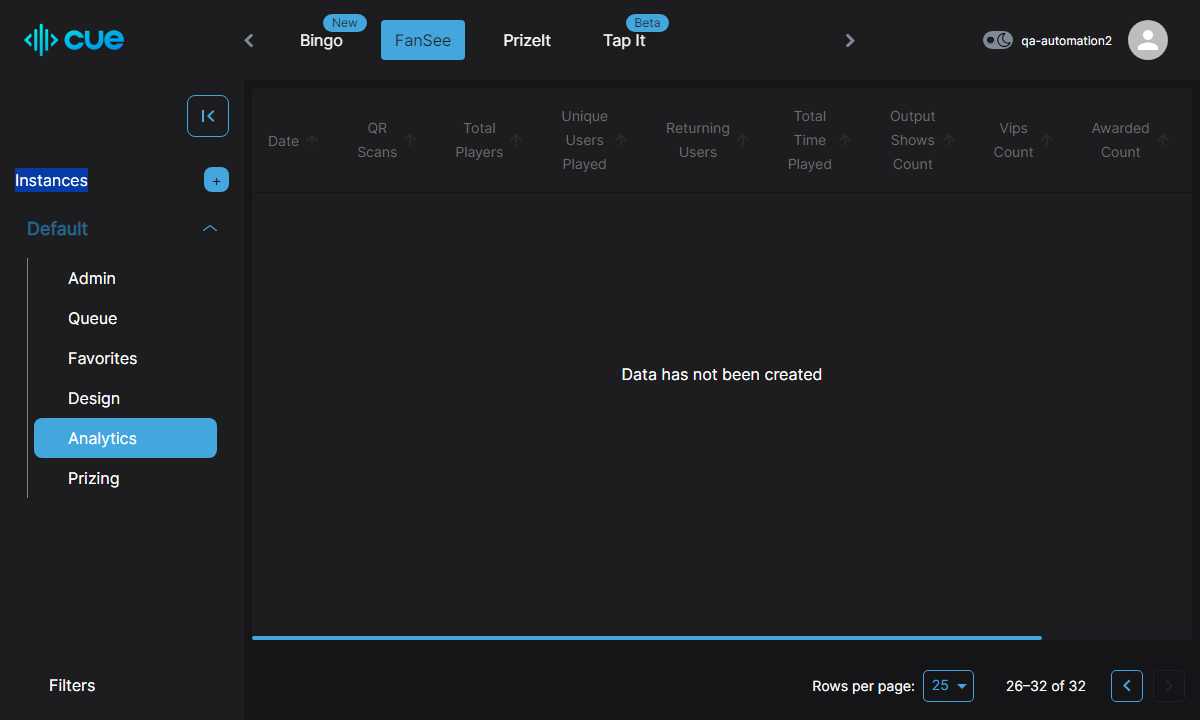 cue
New
Bingo
FanSee
PrizeIt
Beta
Tap It
qa-automation2
Instances
+
Default
Admin
Queue
Favorites
Design
Analytics
Prizing
Filters
Date
QR
Scans
Total
Players
Unique
Users
Played
Returning
Users
Total
Time
Played
Output
Shows
Count
Vips
Count
Awarded
Count
Data has not been created
Rows per page: 25 26–32 of 32